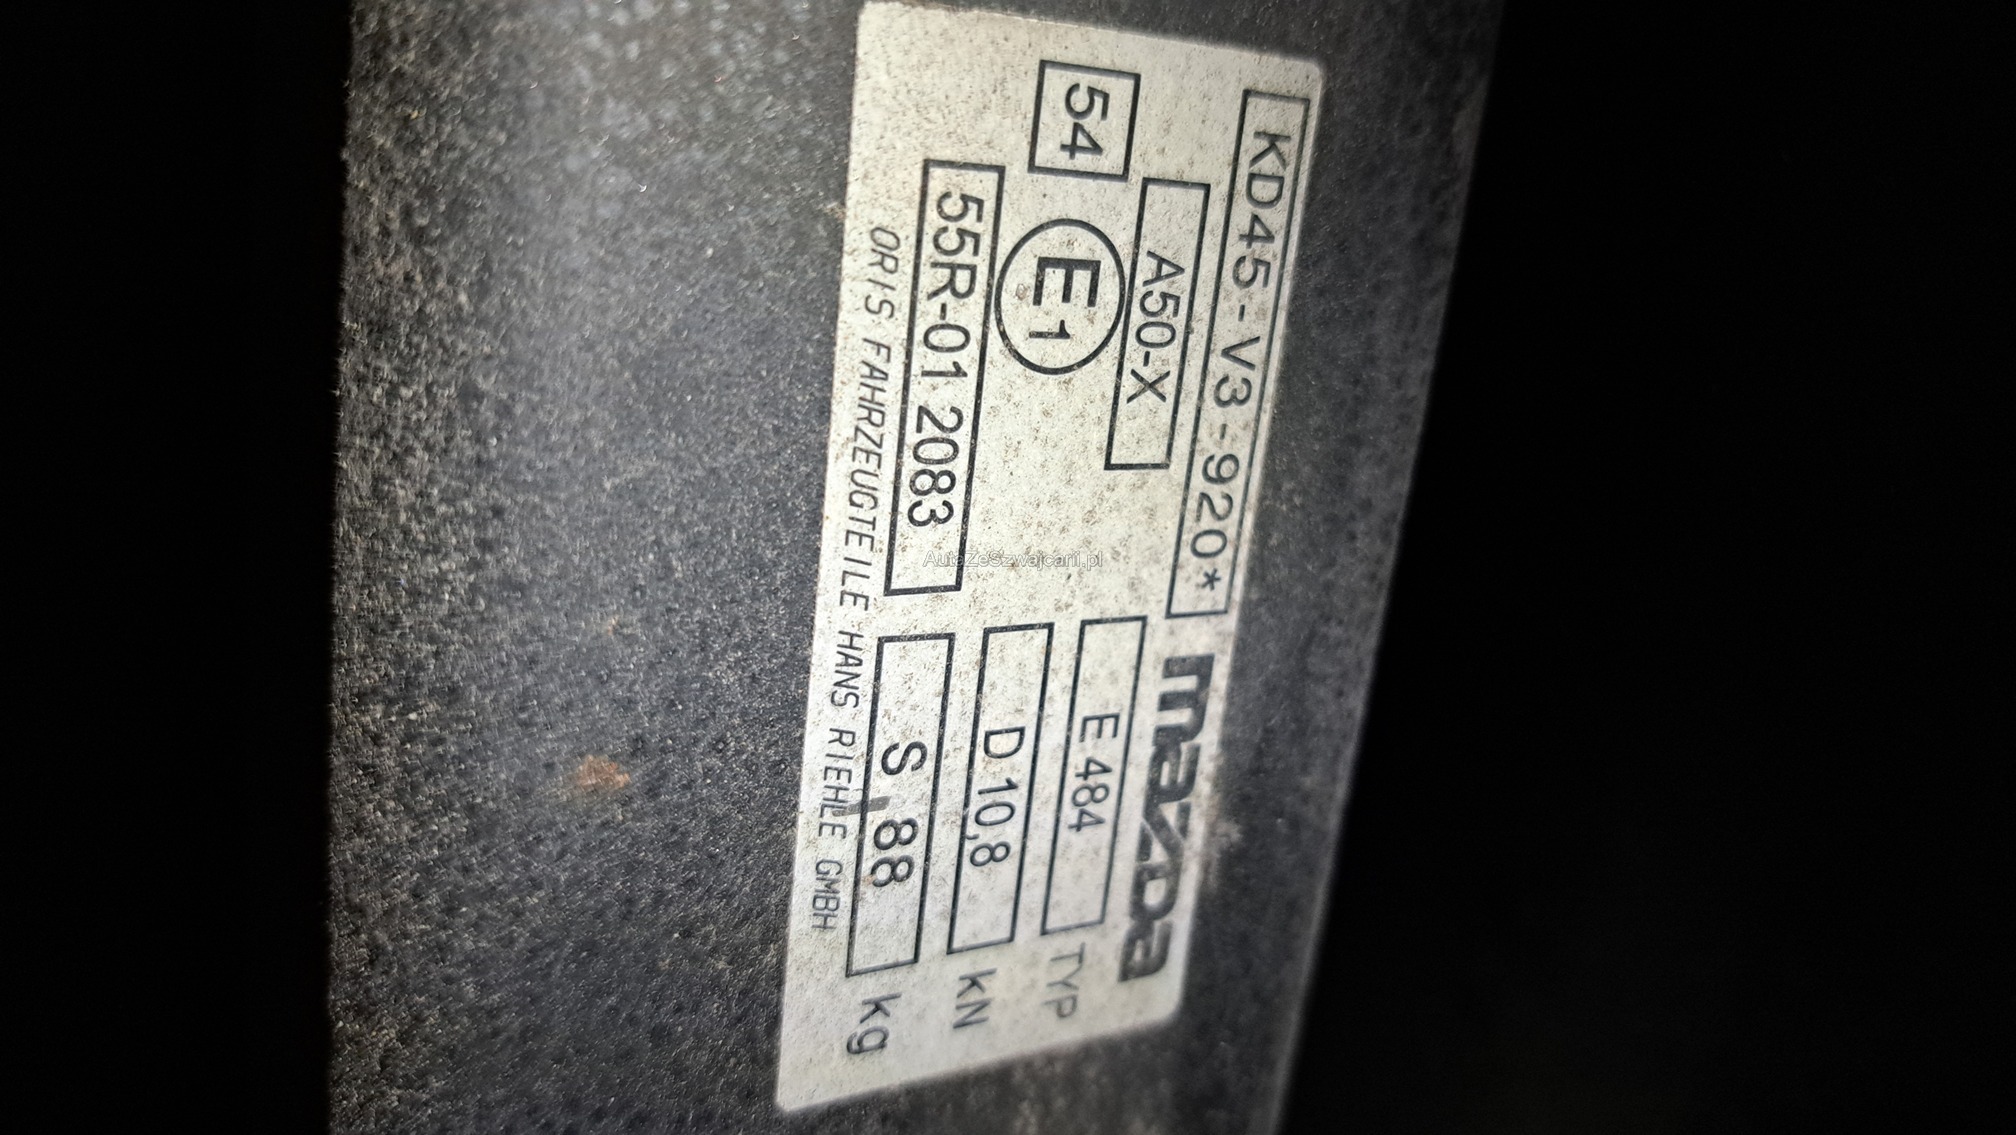 KD45-V3-920* mazda
A50-X
E 484 TYP
54 E1
D 10,8 kN
55R-01 2083
S 88 kg
ORIS FAHRZEUGTEILE HANS RIEHLE GMBH
AutaZeSzwajcarii.pl